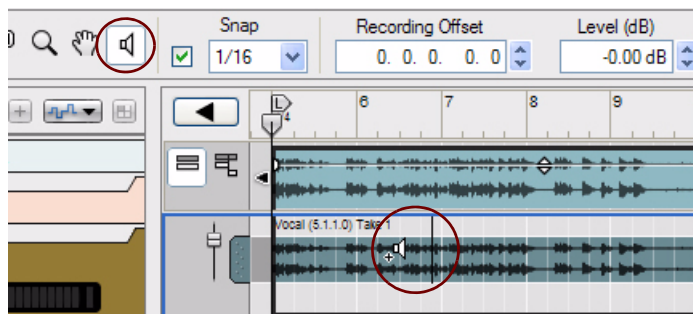 Snap
Recording Offset
Level (dB)
1/16
0. 0. 0. 0. 0
-0.00 dB
L
4
6
7
8
9
Vocal (5.1.1.0) Take 1